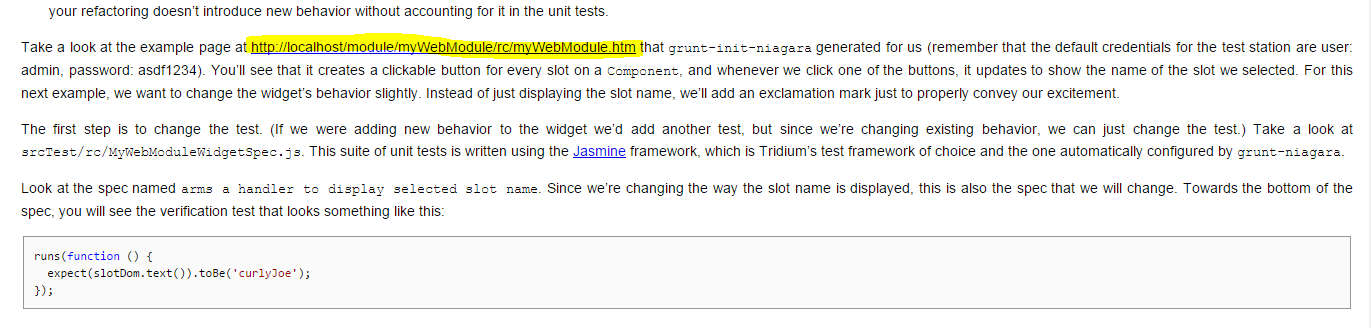 your refactoring doesn’t introduce new behavior without accounting for it in the unit tests.
Take a look at the example page at http://localhost/module/myWebModule/rc/myWebModule.htm that grunt-init-niagara generated for us (remember that the default credentials for the test station are user:
admin, password: asdf1234). You’ll see that it creates a clickable button for every slot on a Component, and whenever we click one of the buttons, it updates to show the name of the slot we selected. For this
next example, we want to change the widget’s behavior slightly. Instead of just displaying the slot name, we’ll add an exclamation mark just to properly convey our excitement.
The first step is to change the test. (If we were adding new behavior to the widget we’d add another test, but since we’re changing existing behavior, we can just change the test.) Take a look at
srcTest/rc/MyWebModuleWidgetSpec.js. This suite of unit tests is written using the Jasmine framework, which is Tridium’s test framework of choice and the one automatically configured by grunt-niagara.
Look at the spec named arms a handler to display selected slot name. Since we’re changing the way the slot name is displayed, this is also the spec that we will change. Towards the bottom of the
spec, you will see the verification test that looks something like this:
runs(function () {
  expect(slotDom.text()).toBe('curlyJoe');
});